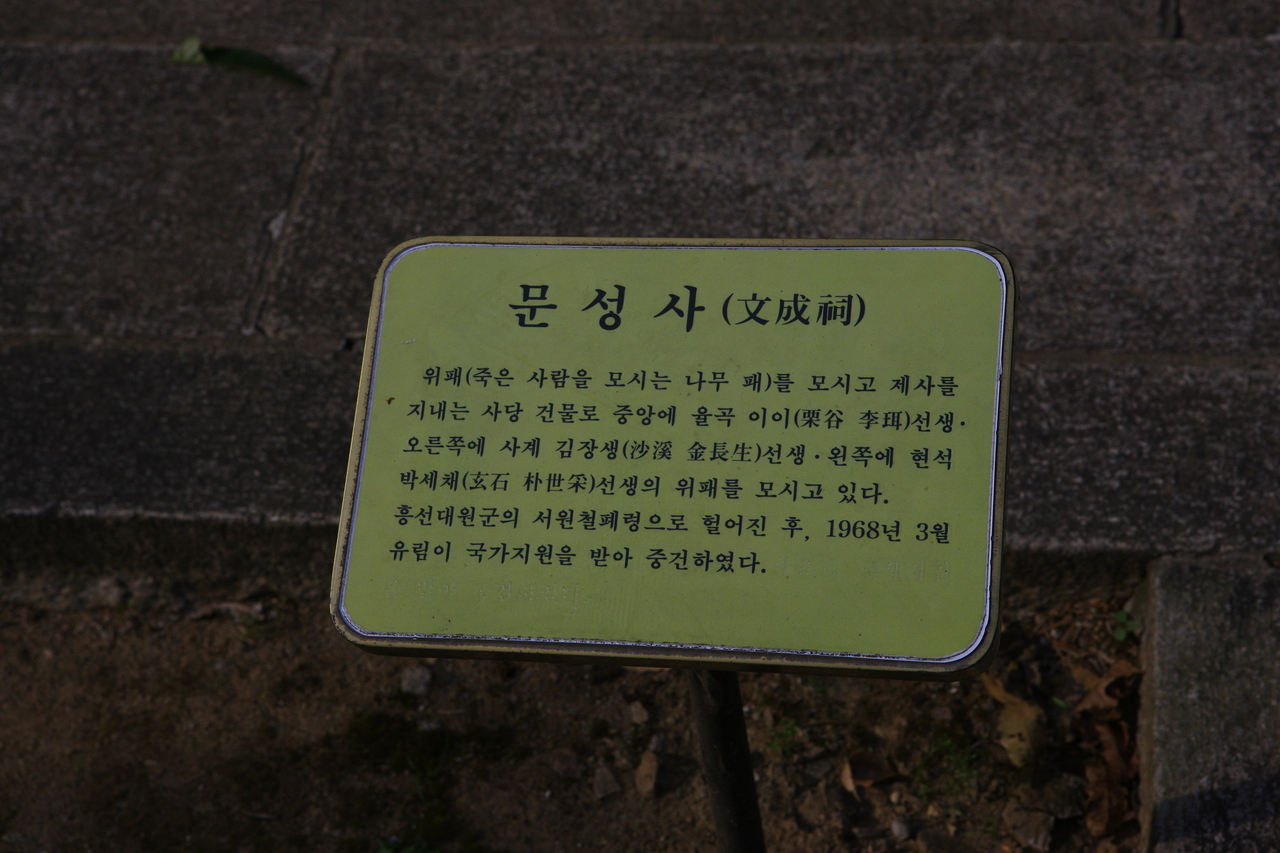 문 성 사 (文成祠)
위패(죽은 사람을 모시는 나무 패)를 모시고 제사를
지내는 사당 건물로 중앙에 율곡 이이(栗谷 李珥)선생·
오른쪽에 사계 김장생(沙溪 金長生)선생·왼쪽에 현석
박세채(玄石 朴世采)선생의 위패를 모시고 있다.
흥선대원군의 서원철폐령으로 헐어진 후, 1968년 3월
유림이 국가지원을 받아 중건하였다.